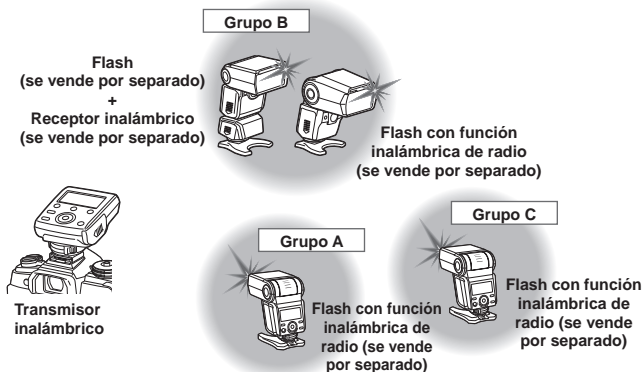 Grupo B
Flash
(se vende por separado)
+
Receptor inalámbrico
(se vende por separado)
Flash con función
inalámbrica de radio
(se vende por separado)
Transmisor
inalámbrico
Grupo A
Flash con función
inalámbrica de
radio (se vende
por separado)
Grupo C
Flash con función
inalámbrica de
radio (se vende
por separado)